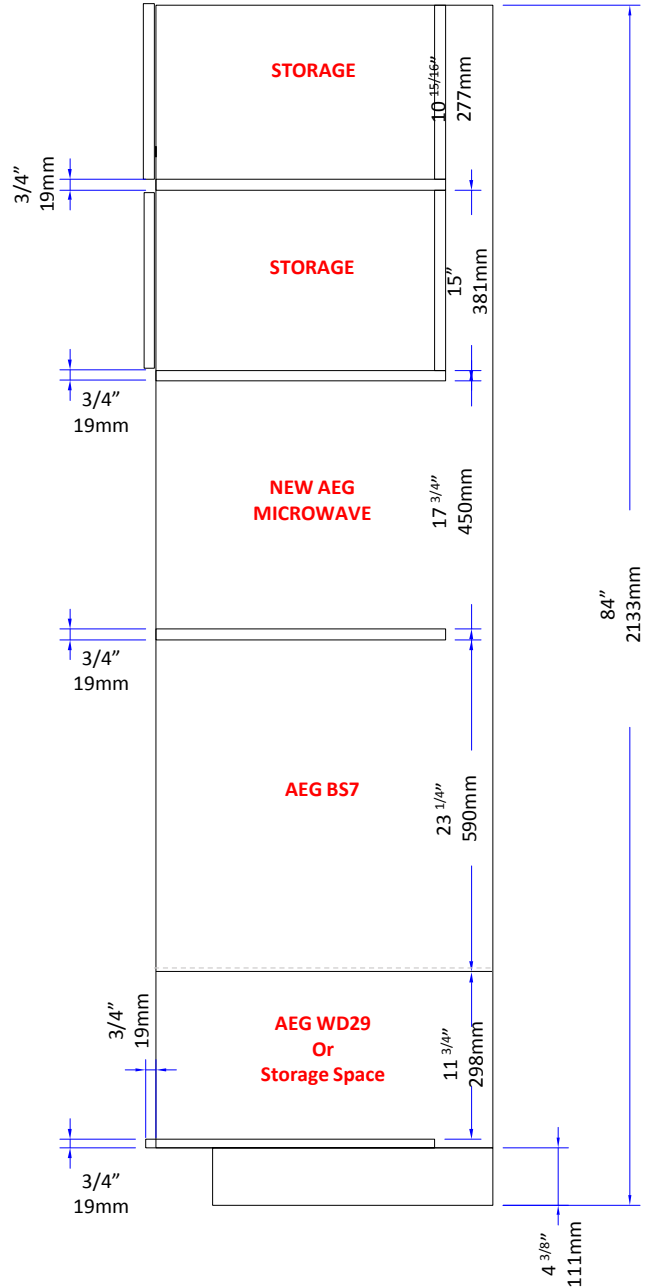 STORAGE
10 15/16”
277mm
3/4”
19mm
STORAGE
15”
381mm
3/4”
19mm
NEW AEG
MICROWAVE
17 3/4”
450mm
84”
2133mm
3/4”
19mm
AEG BS7
23 1/4”
590mm
3/4”
19mm
AEG WD29
Or
Storage Space
11 3/4”
298mm
3/4”
19mm
4 3/8”
111mm